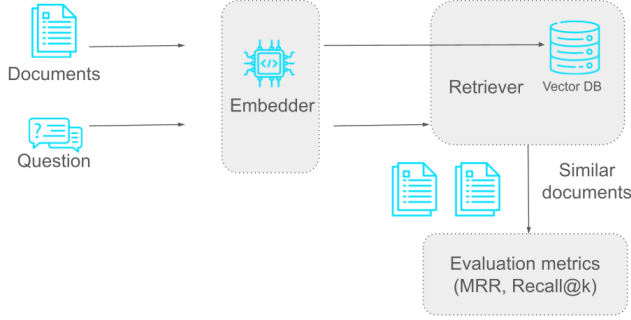 Documents
Question
Embedder
</>
?
Retriever
Vector DB
Similar
documents
Evaluation metrics
(MRR, Recall@k)